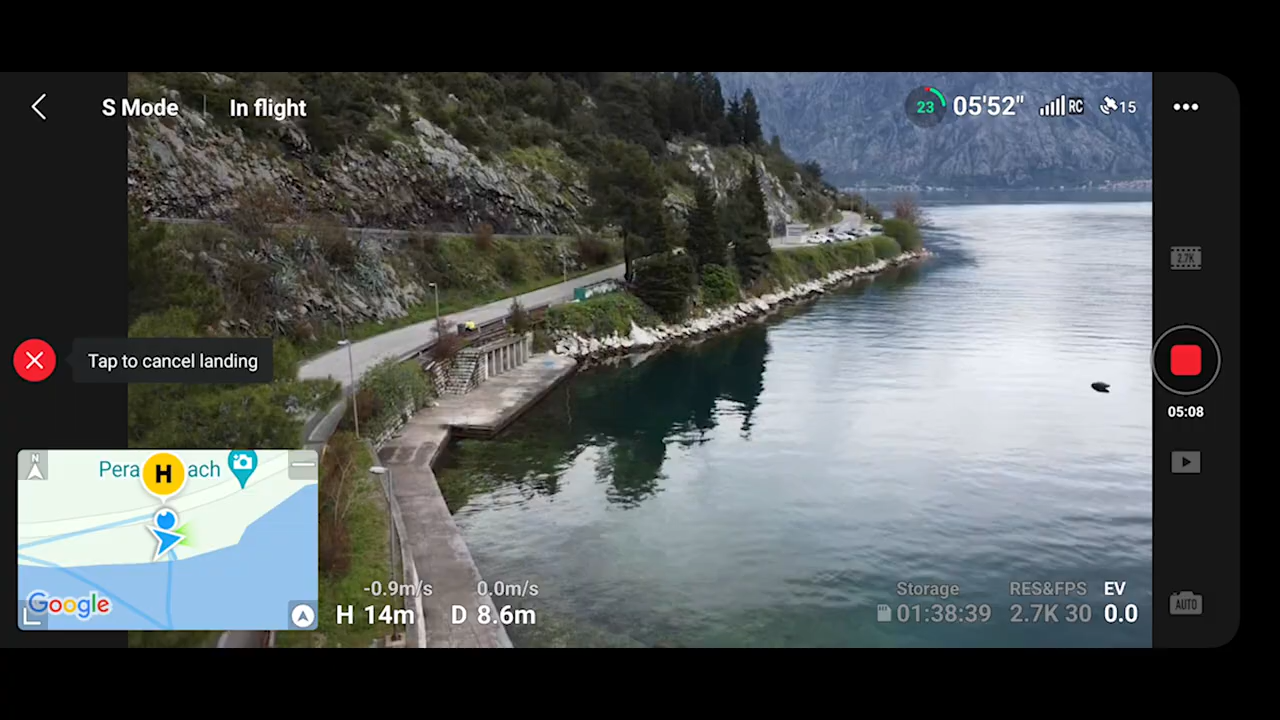 S Mode In flight 23 05'52" RC 15
2.7K
Tap to cancel landing
05:08
N Pera H ach
Google
-0.9m/s 0.0m/s Storage RES&FPS EV
H 14m D 8.6m 01:38:39 2.7K 30 0.0
AUTO